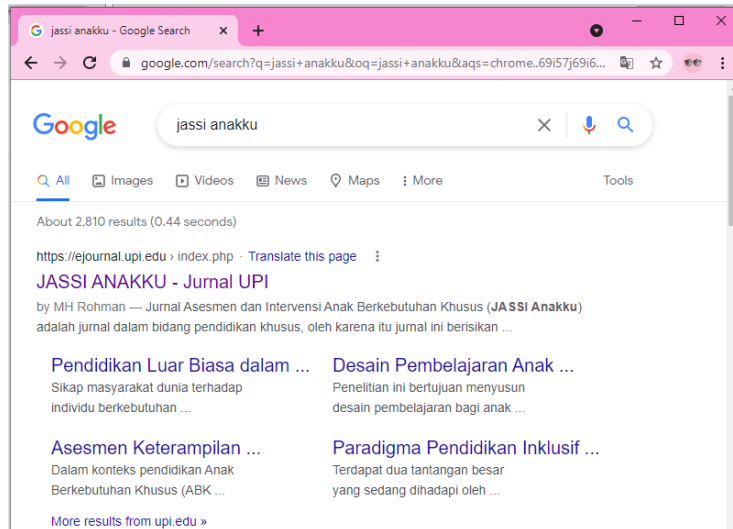 jassi anakku - Google Search
google.com/search?q=jassi+anakku&oq=jassi+anakku&aqs=chrome..69i57j69i6...
Google
jassi anakku
All Images Videos News Maps More Tools
About 2,810 results (0.44 seconds)
https://ejournal.upi.edu › index.php · Translate this page
JASSI ANAKKU - Jurnal UPI
by MH Rohman — Jurnal Asesmen dan Intervensi Anak Berkebutuhan Khusus (JASSI Anakku)
adalah jurnal dalam bidang pendidikan khusus, oleh karena itu jurnal ini berisikan ...
Pendidikan Luar Biasa dalam ...
Sikap masyarakat dunia terhadap
individu berkebutuhan ...
Desain Pembelajaran Anak ...
Penelitian ini bertujuan menyusun
desain pembelajaran bagi anak ...
Asesmen Keterampilan ...
Dalam konteks pendidikan Anak
Berkebutuhan Khusus (ABK ...
Paradigma Pendidikan Inklusif ...
Terdapat dua tantangan besar
yang sedang dihadapi oleh ...
More results from upi.edu »